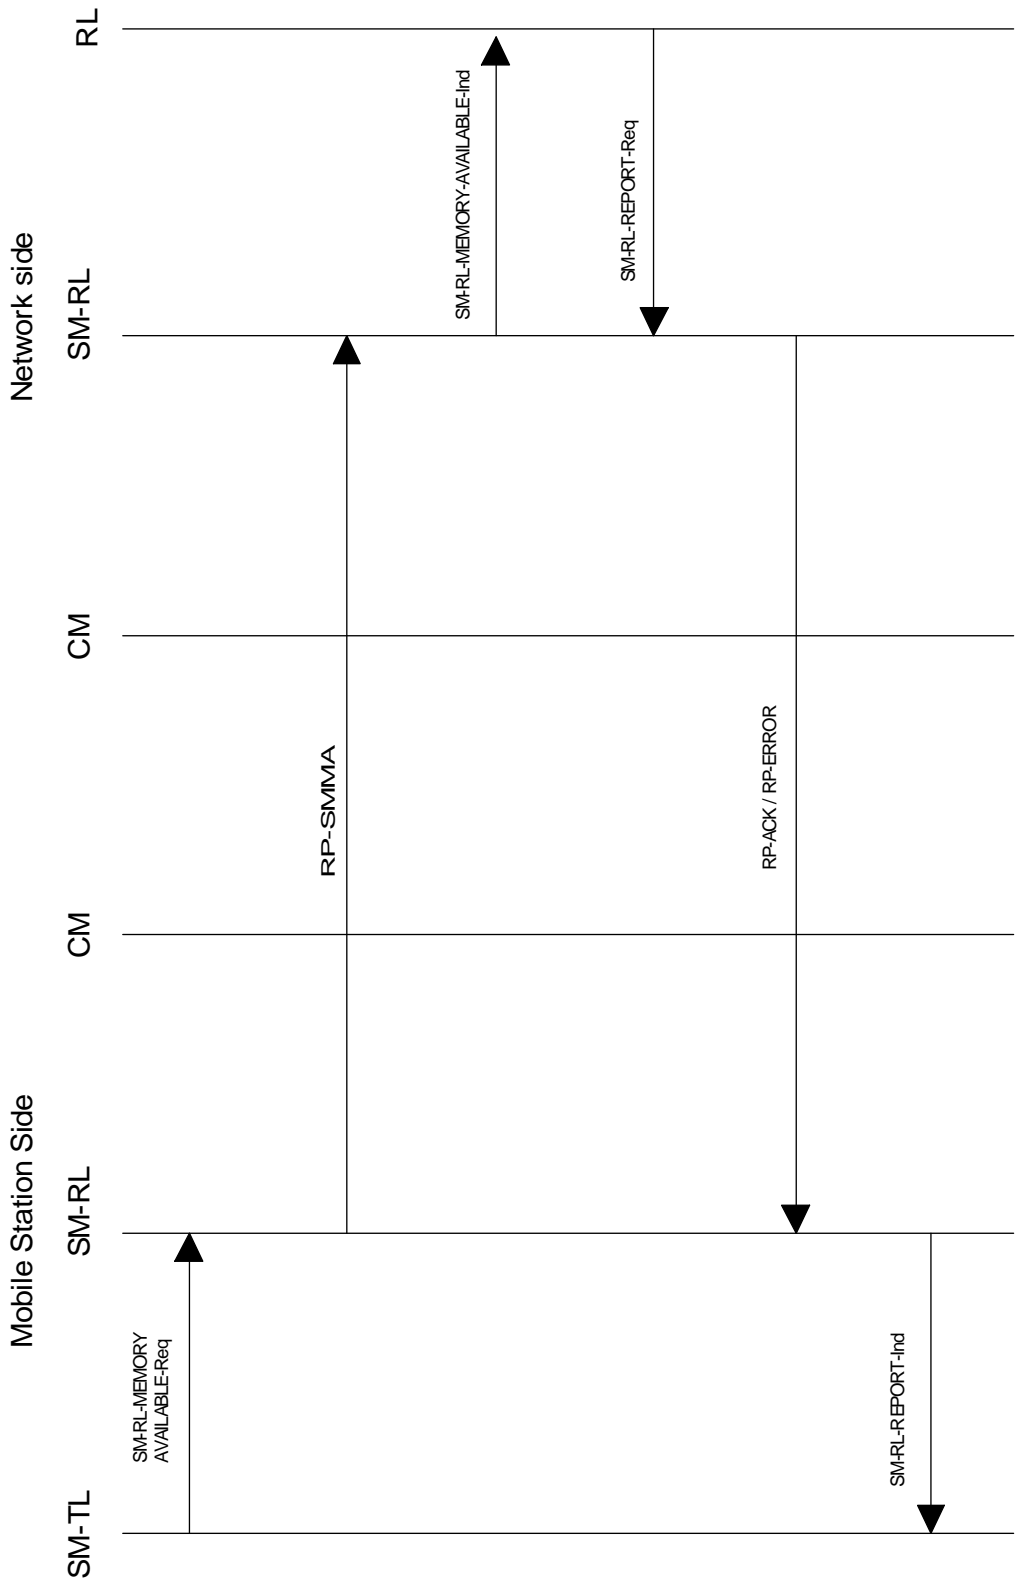 Mobile Station Side
Network side
SM-TL
SM-RL
CM
CM
SM-RL
RL
SM-RL-MEMORY
AVAILABLE-Req
RP-SMMA
SM-RL-MEMORY-AVAILABLE-Ind
SM-RL-REPORT-Req
RP-ACK / RP-ERROR
SM-RL-REPORT-Ind